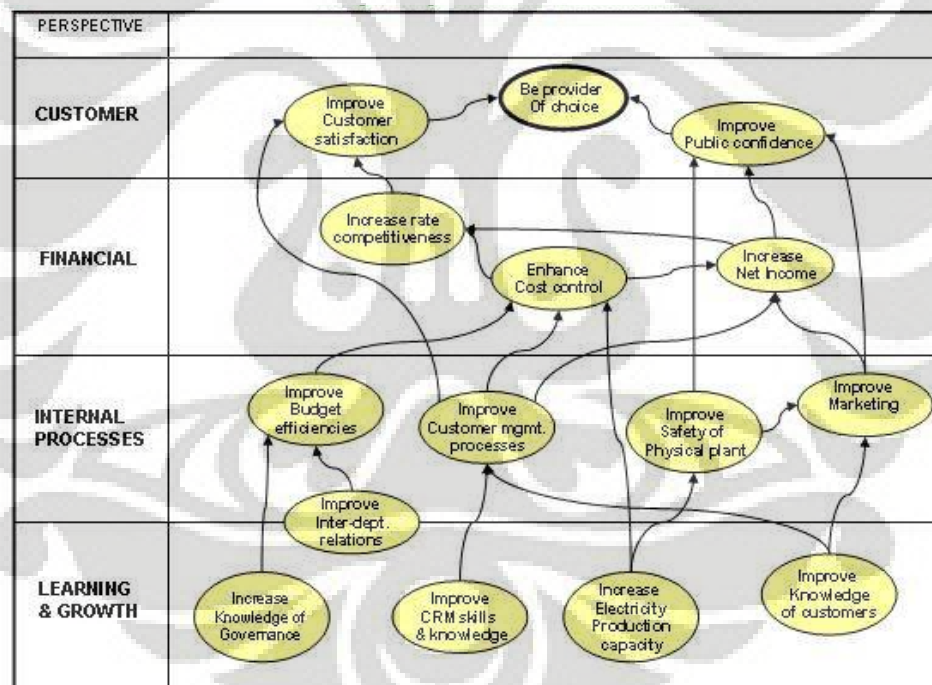 PERSPECTIVE
CUSTOMER
Improve
Customer
satisfaction
Be provider
Of choice
Improve
Public confidence
FINANCIAL
Increase rate
competitiveness
Enhance
Cost control
Increase
Net Income
INTERNAL
PROCESSES
Improve
Budget
efficiencies
Improve
Customer mgmt.
processes
Improve
Safety of
Physical plant
Improve
Marketing
Improve
Inter-dept.
relations
LEARNING
& GROWTH
Increase
Knowledge of
Governance
Improve
CRM skills
& knowledge
Increase
Electricity
Production
capacity
Improve
Knowledge
of customers